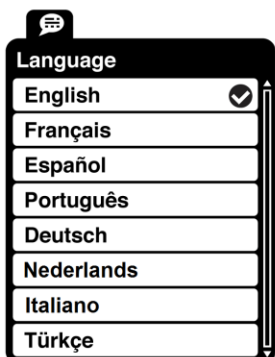 Language
English
Français
Español
Português
Deutsch
Nederlands
Italiano
Türkçe